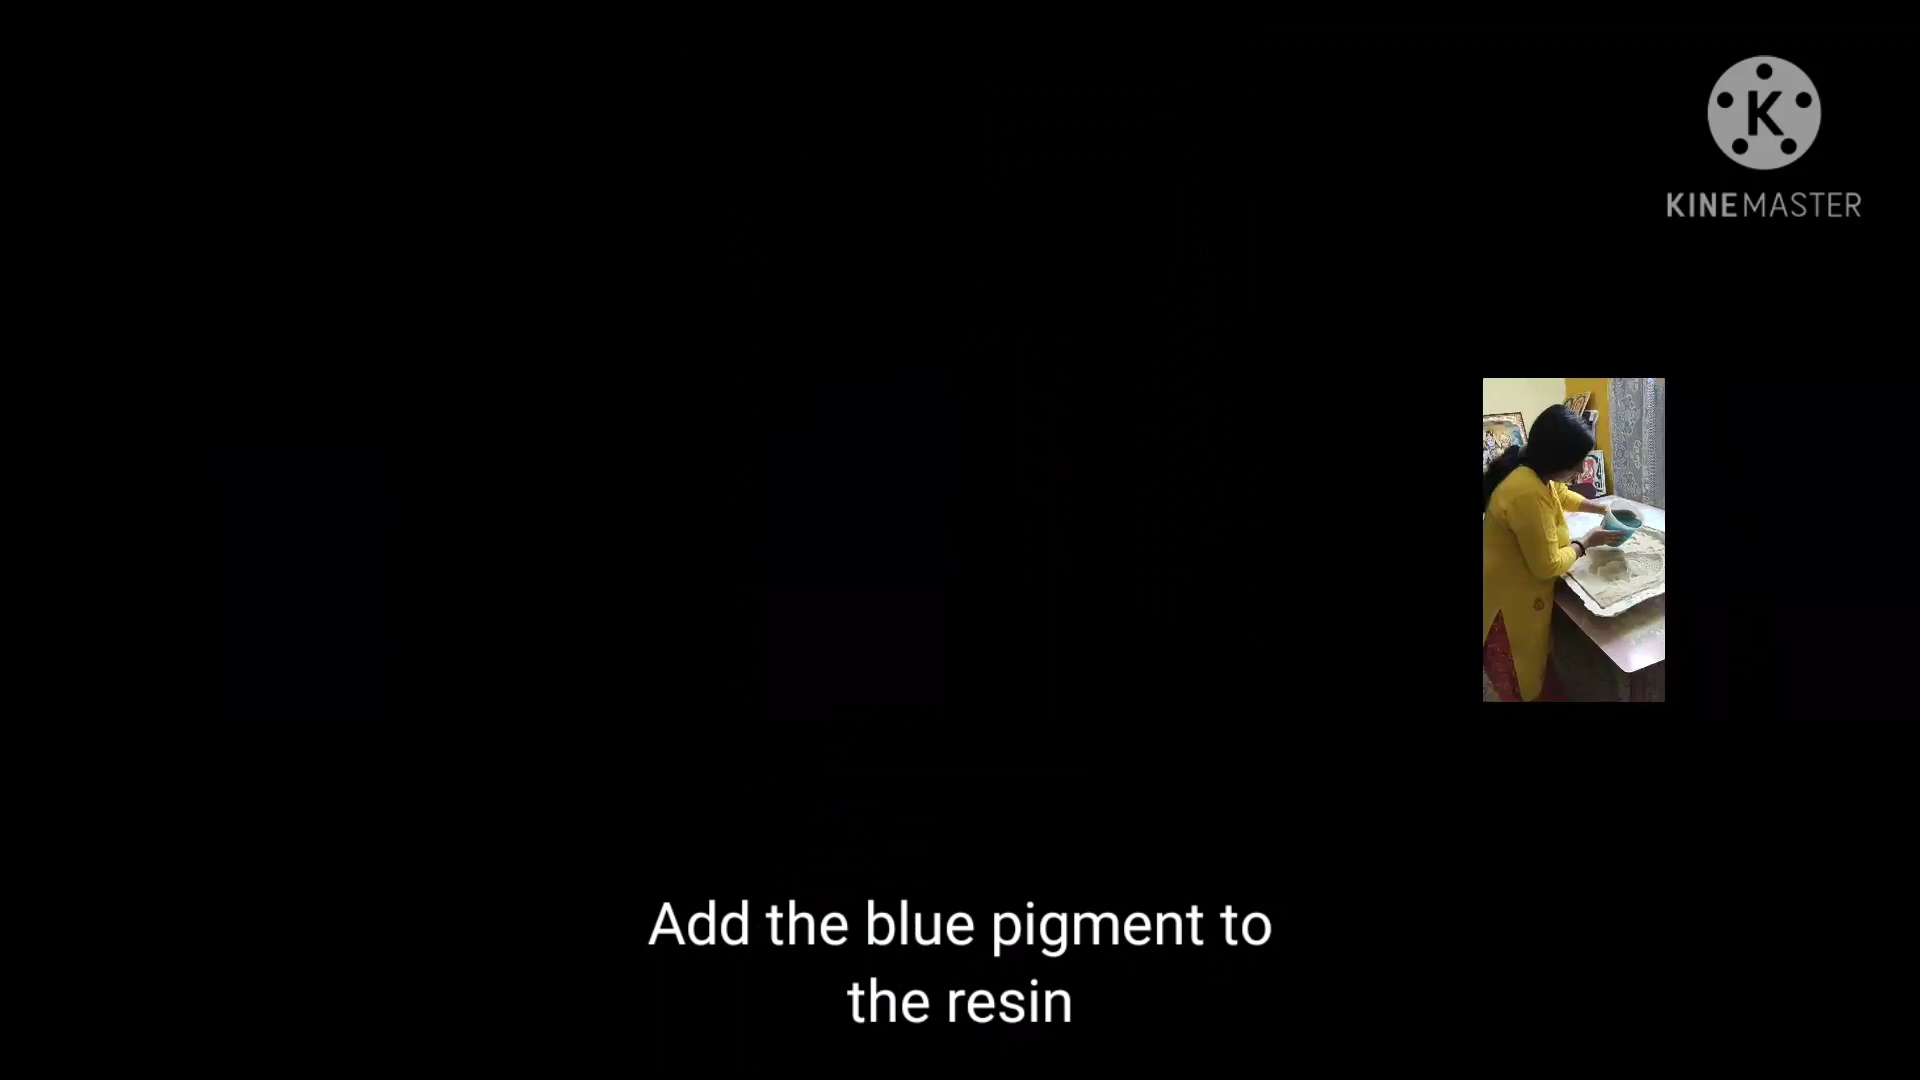 K
KINEMASTER
Add the blue pigment to
the resin